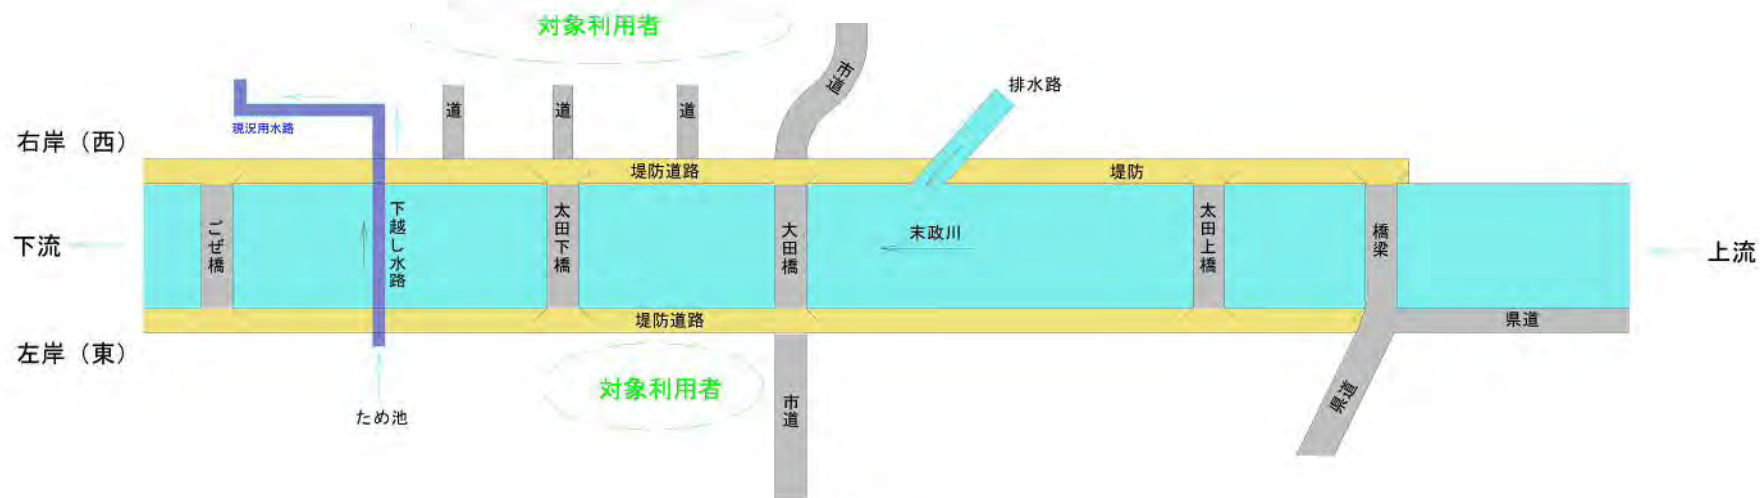 対象利用者
市道
排水路
道
道
道
現況用水路
右岸（西）
堤防道路
堤防
ごぜ橋
下越し水路
太田下橋
大田橋
末政川
太田上橋
橋梁
下流
上流
堤防道路
県道
左岸（東）
対象利用者
市道
県道
ため池